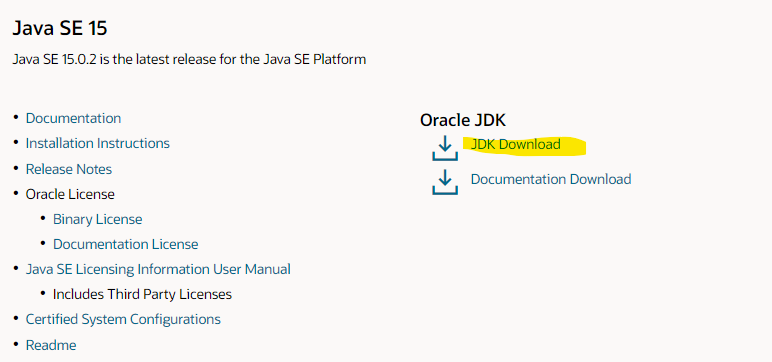 Java SE 15
Java SE 15.0.2 is the latest release for the Java SE Platform
• Documentation
• Installation Instructions
• Release Notes
• Oracle License
• Binary License
• Documentation License
• Java SE Licensing Information User Manual
• Includes Third Party Licenses
• Certified System Configurations
• Readme
Oracle JDK
JDK Download
Documentation Download